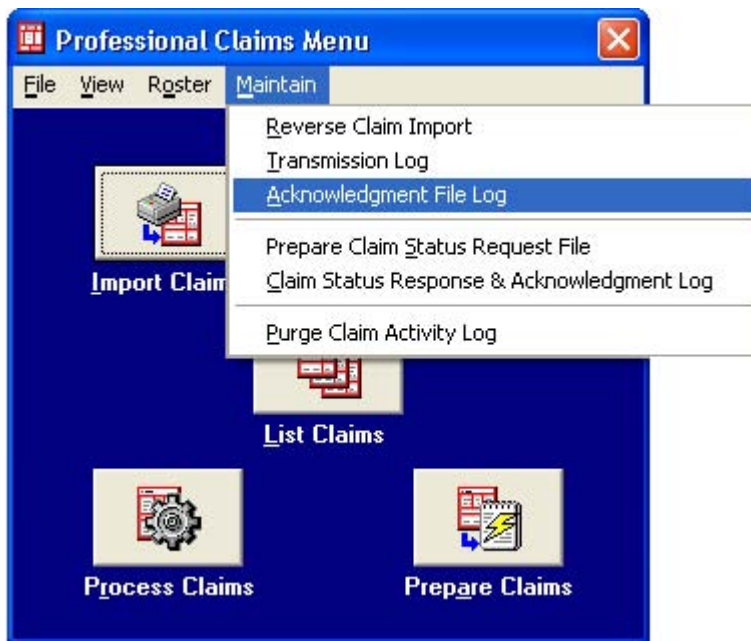 Professional Claims Menu
File View Roster Maintain
Reverse Claim Import
Transmission Log
Acknowledgment File Log
Prepare Claim Status Request File
Claim Status Response & Acknowledgment Log
Purge Claim Activity Log
Import Claim
List Claims
Process Claims
Prepare Claims